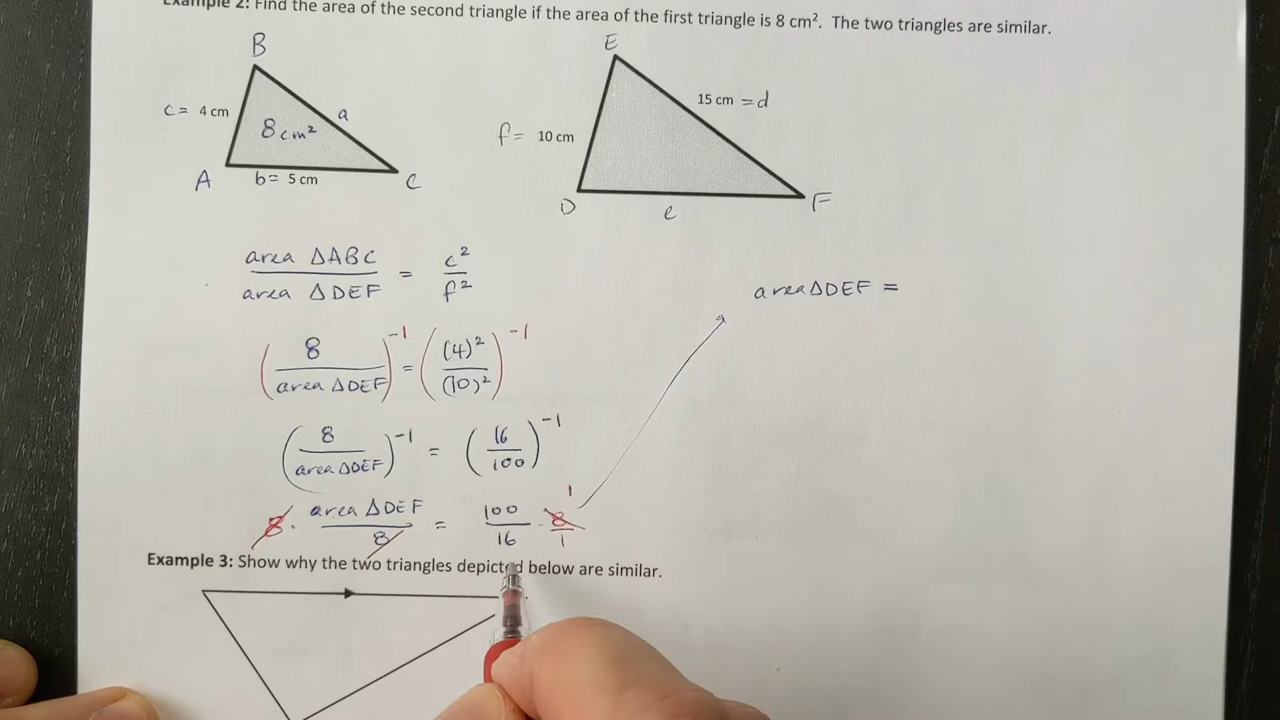 Example 2: Find the area of the second triangle if the area of the first triangle is 8 cm². The two triangles are similar.
B
E
c = 4 cm
a
15 cm = d
8 cm²
f = 10 cm
A
b = 5 cm
C
D
e
F
area ΔABC / area ΔDEF = c² / f²
area ΔDEF =
(8 / area ΔDEF)⁻¹ = ((4)² / (10)²)⁻¹
(8 / area ΔDEF)⁻¹ = (16 / 100)⁻¹
1
8 · area ΔDEF / 8 = 100 / 16 · 8 / 1
Example 3: Show why the two triangles depicted below are similar.